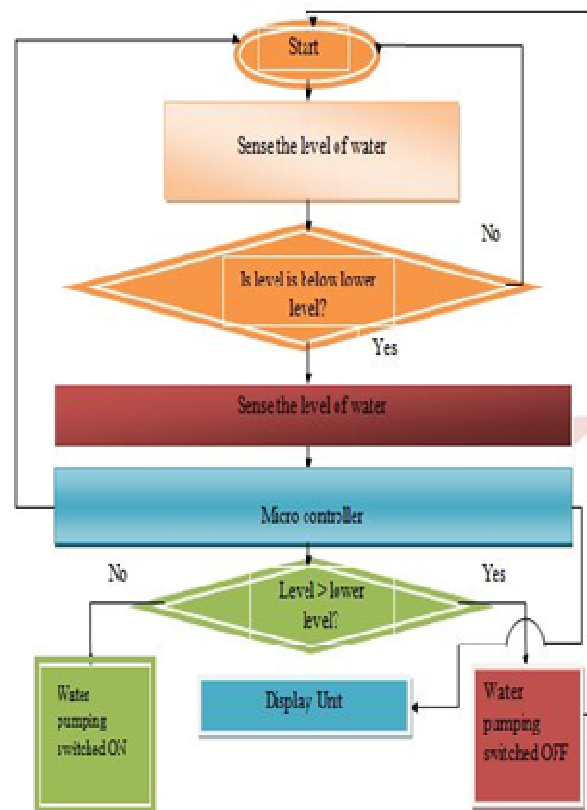 Start
Sense the level of water
No
Is level is below lower
level?
Yes
Sense the level of water
Micro controller
No
Yes
Level > lower
level?
Water
pumping
switched ON
Display Unit
Water
pumping
switched OFF